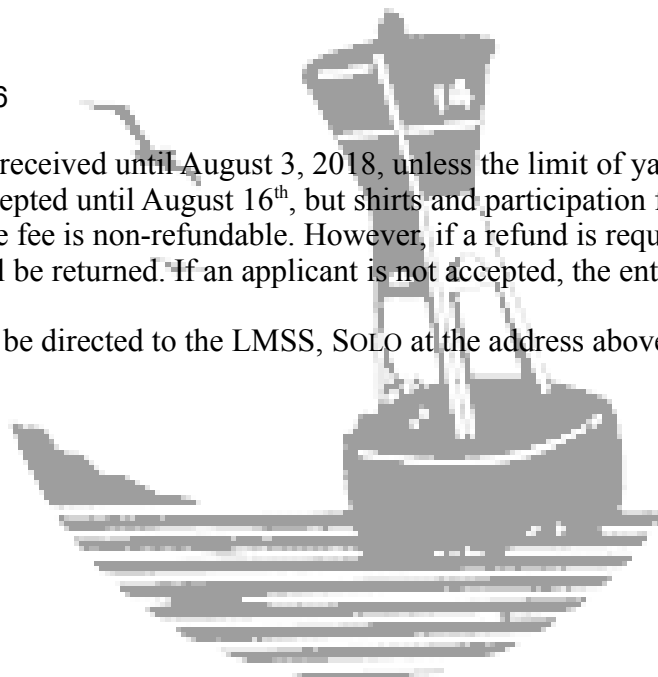 6
14
received until August 3, 2018, unless the limit of ya
epted until August 16th, but shirts and participation f
e fee is non-refundable. However, if a refund is requ
l be returned. If an applicant is not accepted, the ent
be directed to the LMSS, SOLO at the address above